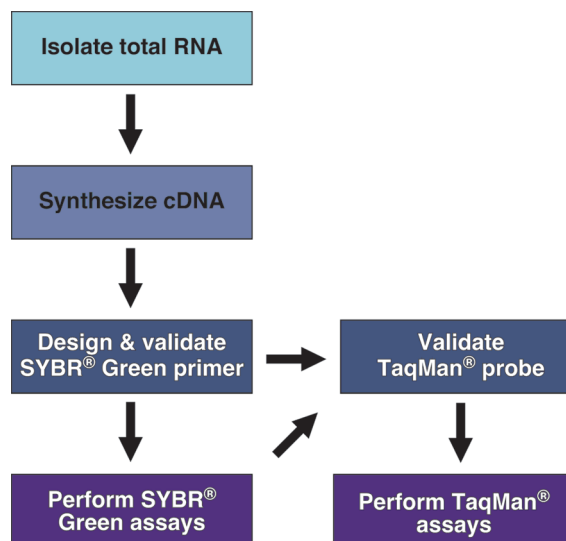 Isolate total RNA
Synthesize cDNA
Design & validate
SYBR® Green primer
Validate
TaqMan® probe
Perform SYBR®
Green assays
Perform TaqMan®
assays